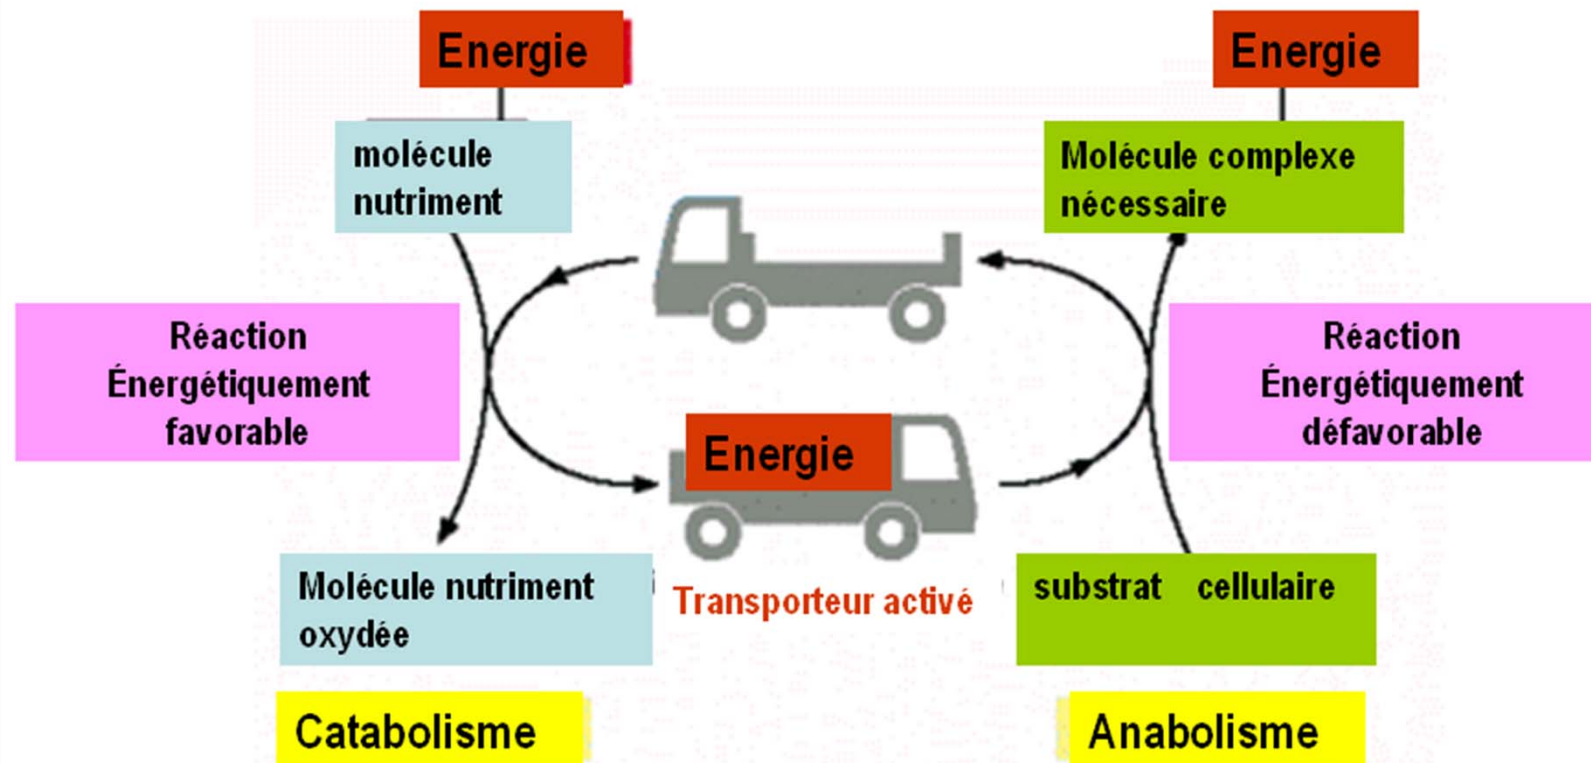 Energie
Energie
molécule
nutriment
Molécule complexe
nécessaire
Réaction
Énergétiquement
favorable
Réaction
Énergétiquement
défavorable
Energie
Molécule nutriment
oxydée
Transporteur activé
substrat cellulaire
Catabolisme
Anabolisme